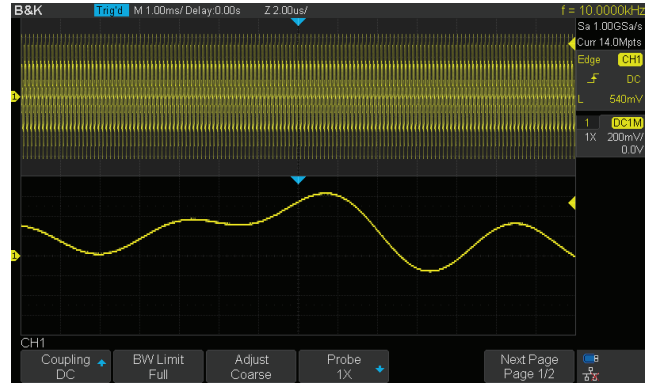 B&K Trig'd M 1.00ms/ Delay:0.00s Z 2.00us/ f = 10.0000kHz
Sa 1.00GSa/s
Curr 14.0Mpts
Edge CH1
DC
L 540mV
1 DC1M
1X 200mV/
0.0V
1
1
CH1
Coupling BW Limit Adjust Probe Next Page
DC Full Coarse 1X Page 1/2